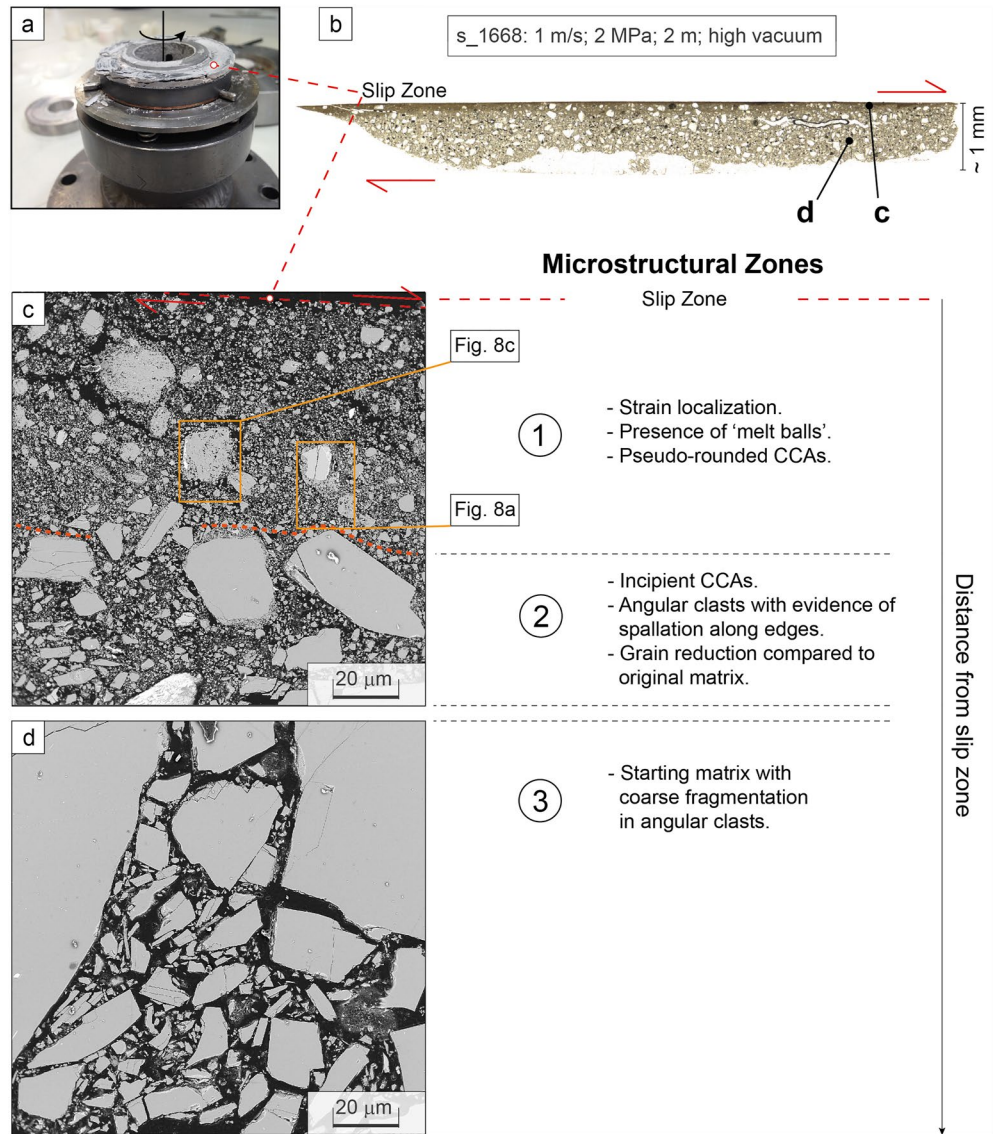 a
b
s_1668: 1 m/s; 2 MPa; 2 m; high vacuum
Slip Zone
~ 1 mm
d
c
Microstructural Zones
Slip Zone
c
Fig. 8c
Fig. 8a
20 μm
1
- Strain localization.
- Presence of ‘melt balls’.
- Pseudo-rounded CCAs.
2
- Incipient CCAs.
- Angular clasts with evidence of
spallation along edges.
- Grain reduction compared to
original matrix.
d
20 μm
3
- Starting matrix with
coarse fragmentation
in angular clasts.
Distance from slip zone